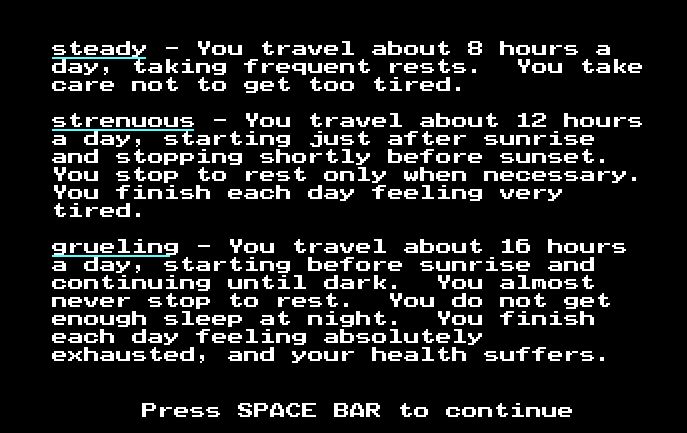 steady - You travel about 8 hours a
day, taking frequent rests.  You take
care not to get too tired.
strenuous - You travel about 12 hours
a day, starting just after sunrise
and stopping shortly before sunset.
You stop to rest only when necessary.
You finish each day feeling very
tired.
grueling - You travel about 16 hours
a day, starting before sunrise and
continuing until dark.  You almost
never stop to rest.  You do not get
enough sleep at night.  You finish
each day feeling absolutely
exhausted, and your health suffers.
Press SPACE BAR to continue